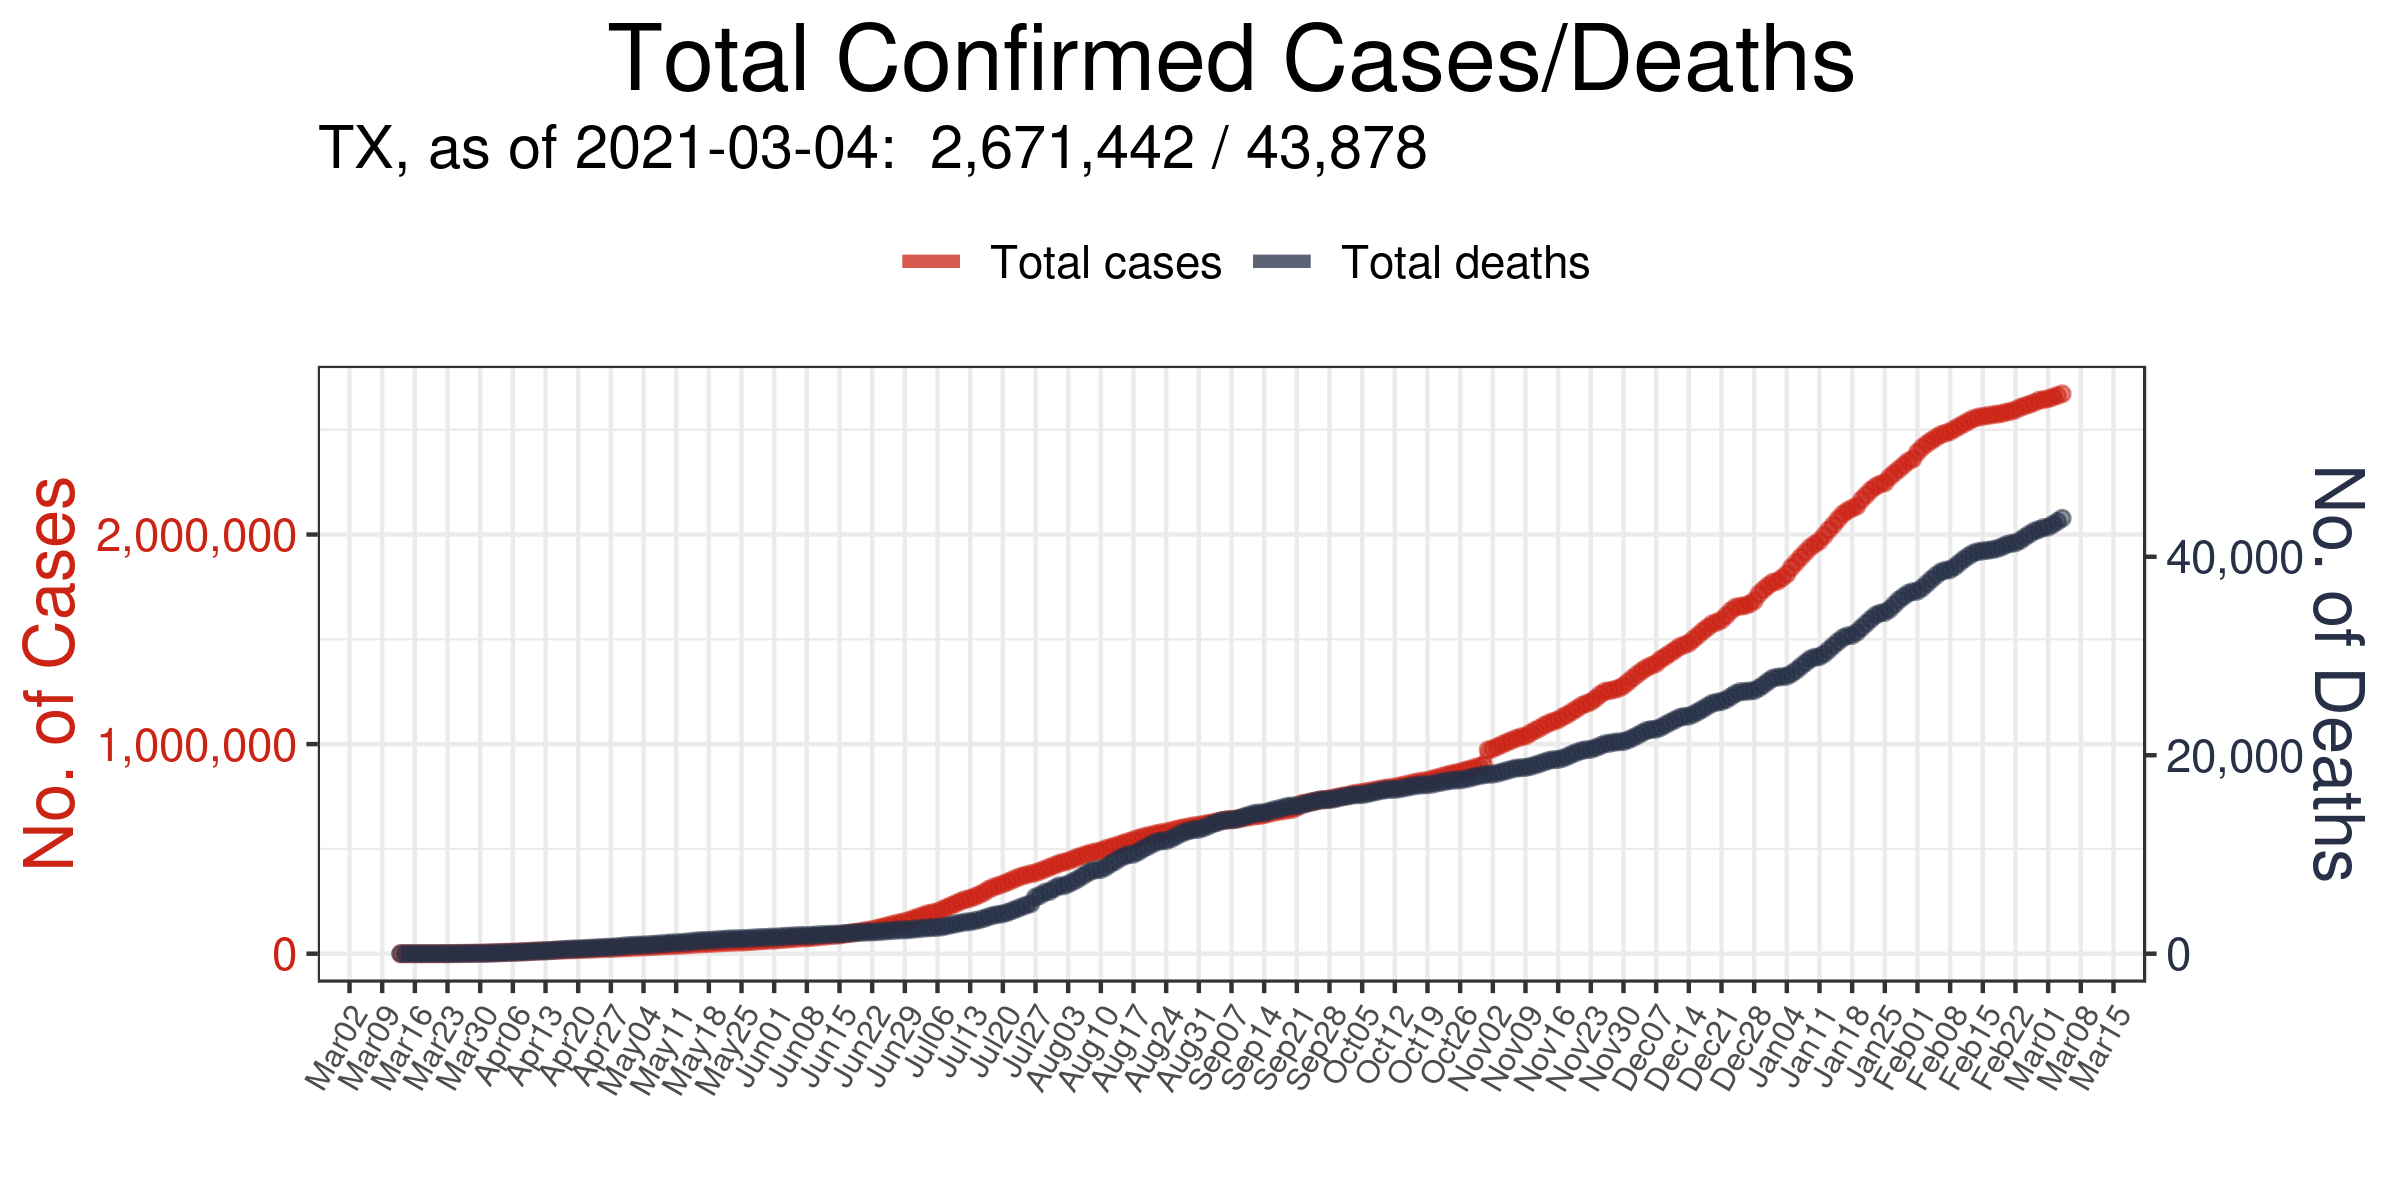 Total Confirmed Cases/Deaths
TX, as of 2021-03-04:  2,671,442 / 43,878
Total cases
Total deaths
No. of Cases
2,000,000
1,000,000
0
40,000
20,000
0
No. of Deaths
Mar02
Mar09
Mar16
Mar23
Mar30
Apr06
Apr13
Apr20
Apr27
May04
May11
May18
May25
Jun01
Jun08
Jun15
Jun22
Jun29
Jul06
Jul13
Jul20
Jul27
Aug03
Aug10
Aug17
Aug24
Aug31
Sep07
Sep14
Sep21
Sep28
Oct05
Oct12
Oct19
Oct26
Nov02
Nov09
Nov16
Nov23
Nov30
Dec07
Dec14
Dec21
Dec28
Jan04
Jan11
Jan18
Jan25
Feb01
Feb08
Feb15
Feb22
Mar01
Mar08
Mar15